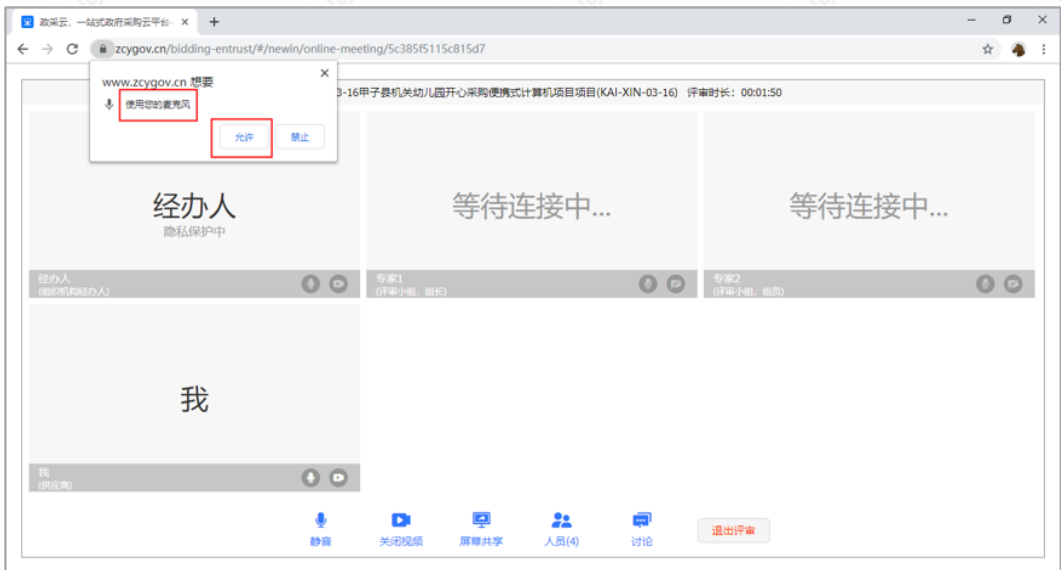 政采云，一站式政府采购云平台-
zcygov.cn/bidding-entrust/#/newin/online-meeting/5c385f5115c815d7
www.zcygov.cn 想要
使用您的麦克风
允许
禁止
3-16甲子县机关幼儿园开心采购便携式计算机项目项目(KAI-XIN-03-16) 评审时长：00:01:50
经办人
隐私保护中
等待连接中...
等待连接中...
经办人
(组织机构经办人)
专家1
(评审小组，组长)
专家2
(评审小组，组员)
我
我
(供应商)
静音
关闭视频
屏幕共享
人员(4)
讨论
退出评审